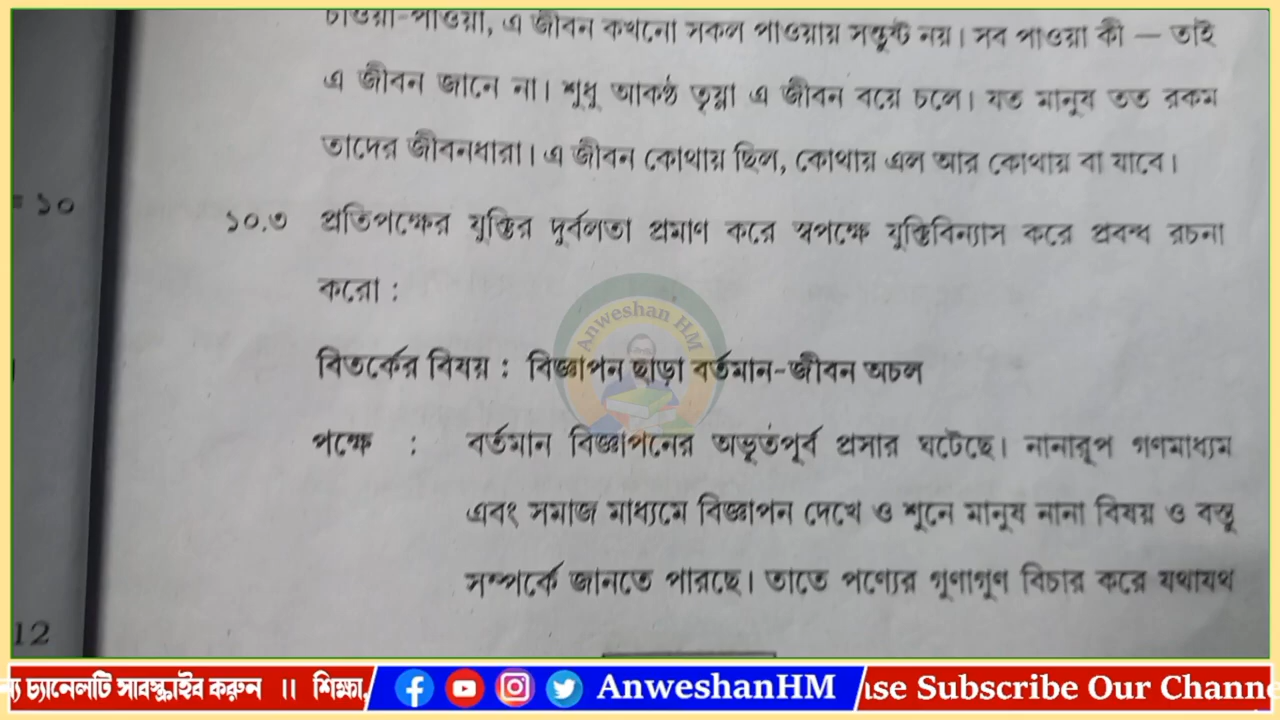 চাওয়া-পাওয়া, এ জীবন কখনো সকল পাওয়ায় সন্তুষ্ট নয়। সব পাওয়া কী — তাই
এ জীবন জানে না। শুধু আকণ্ঠ তৃষ্ণা এ জীবন বয়ে চলে। যত মানুষ তত রকম
তাদের জীবনধারা। এ জীবন কোথায় ছিল, কোথায় এল আর কোথায় বা যাবে।
= ১০
১০.৩ প্রতিপক্ষের যুক্তির দুর্বলতা প্রমাণ করে স্বপক্ষে যুক্তিবিন্যাস করে প্রবন্ধ রচনা
করো :
Anweshan HM
বিতর্কের বিষয় : বিজ্ঞাপন ছাড়া বর্তমান-জীবন অচল
পক্ষে : বর্তমান বিজ্ঞাপনের অভূতপূর্ব প্রসার ঘটেছে। নানারূপ গণমাধ্যম
এবং সমাজ মাধ্যমে বিজ্ঞাপন দেখে ও শুনে মানুষ নানা বিষয় ও বস্তু
সম্পর্কে জানতে পারছে। তাতে পণ্যের গুণাগুণ বিচার করে যথাযথ
12
চ্যানেলটি সাবস্ক্রাইব করুন ।। শিক্ষা,
AnweshanHM
Subscribe Our